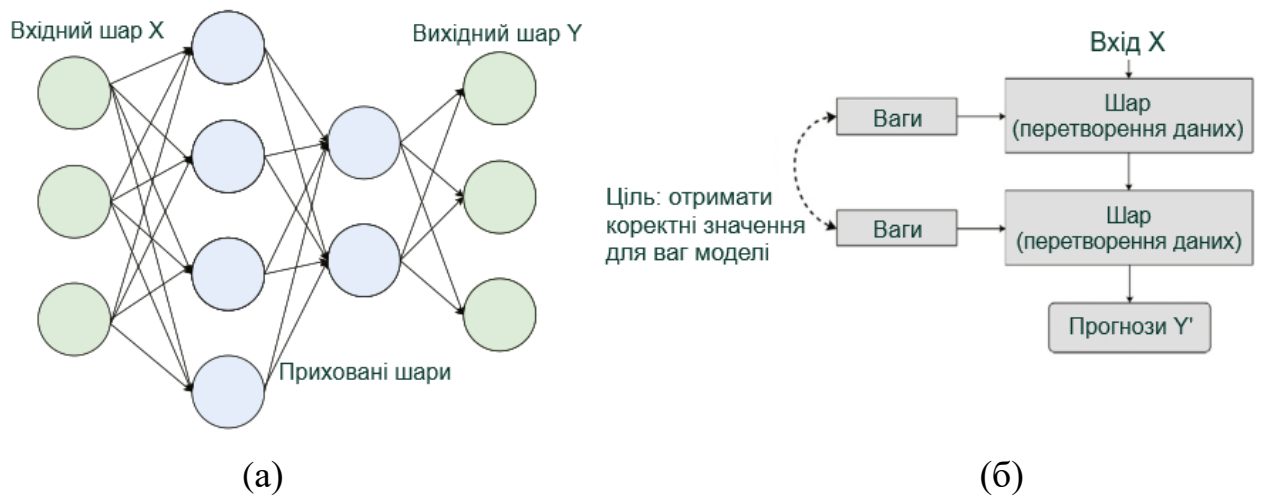 Вхідний шар X
Вихідний шар Y
Приховані шари
(а)
Вхід X
Ваги
Шар
(перетворення даних)
Ціль: отримати
коректні значення
для ваг моделі
Ваги
Шар
(перетворення даних)
Прогнози Y'
(б)